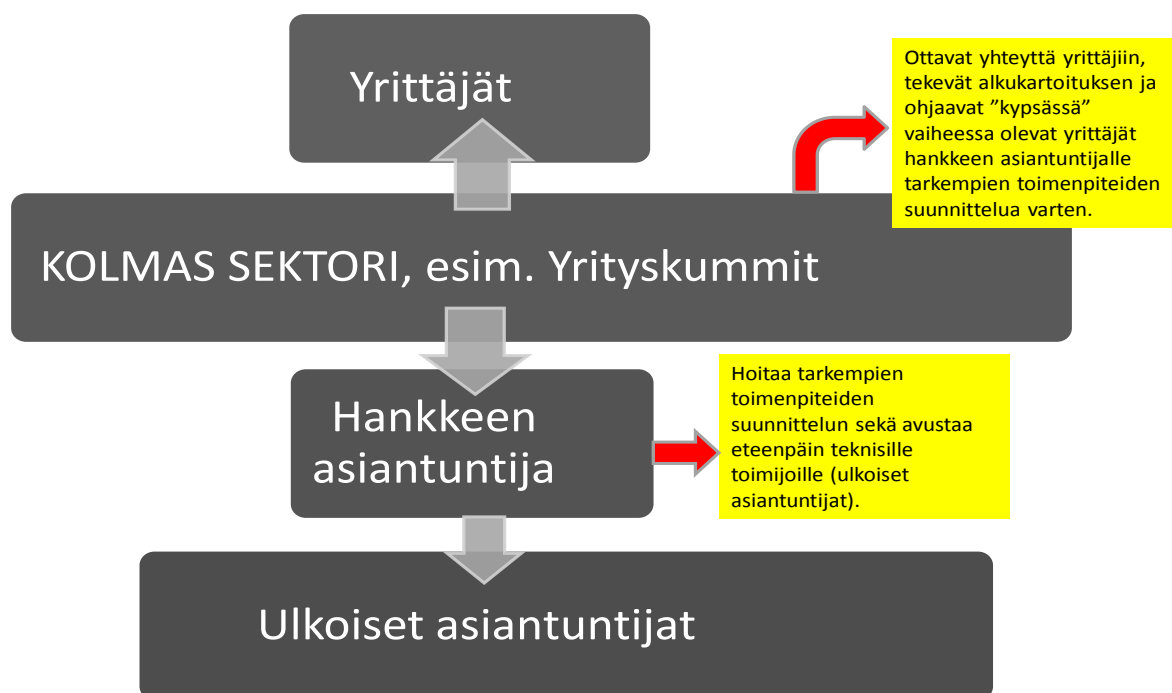 Yrittäjät
Ottavat yhteyttä yrittäjiin,
tekevät alkukartoituksen ja
ohjaavat ”kypsässä”
vaiheessa olevat yrittäjät
hankkeen asiantuntijalle
tarkempien toimenpiteiden
suunnittelua varten.
KOLMAS SEKTORI, esim. Yrityskummit
Hankkeen
asiantuntija
Hoitaa tarkempien
toimenpiteiden
suunnittelun sekä avustaa
eteenpäin teknisille
toimijoille (ulkoiset
asiantuntijat).
Ulkoiset asiantuntijat